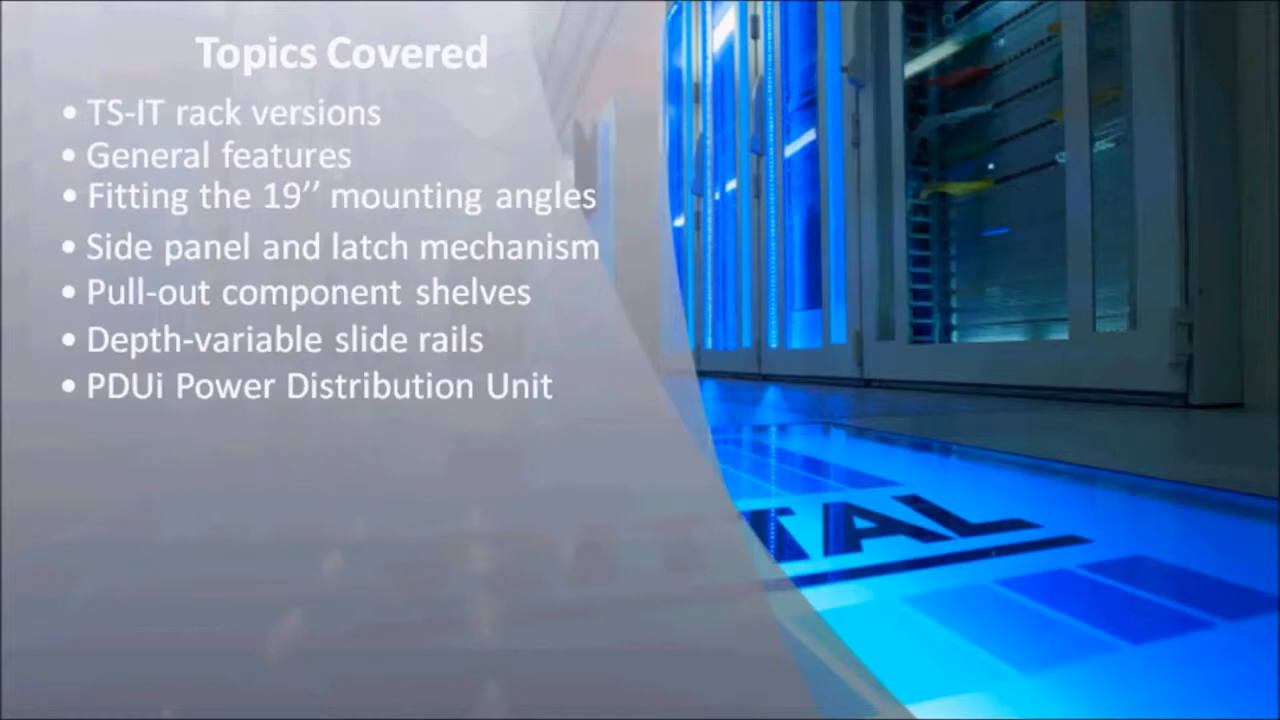 Topics Covered
• TS-IT rack versions
• General features
• Fitting the 19’’ mounting angles
• Side panel and latch mechanism
• Pull-out component shelves
• Depth-variable slide rails
• PDUi Power Distribution Unit
TAL